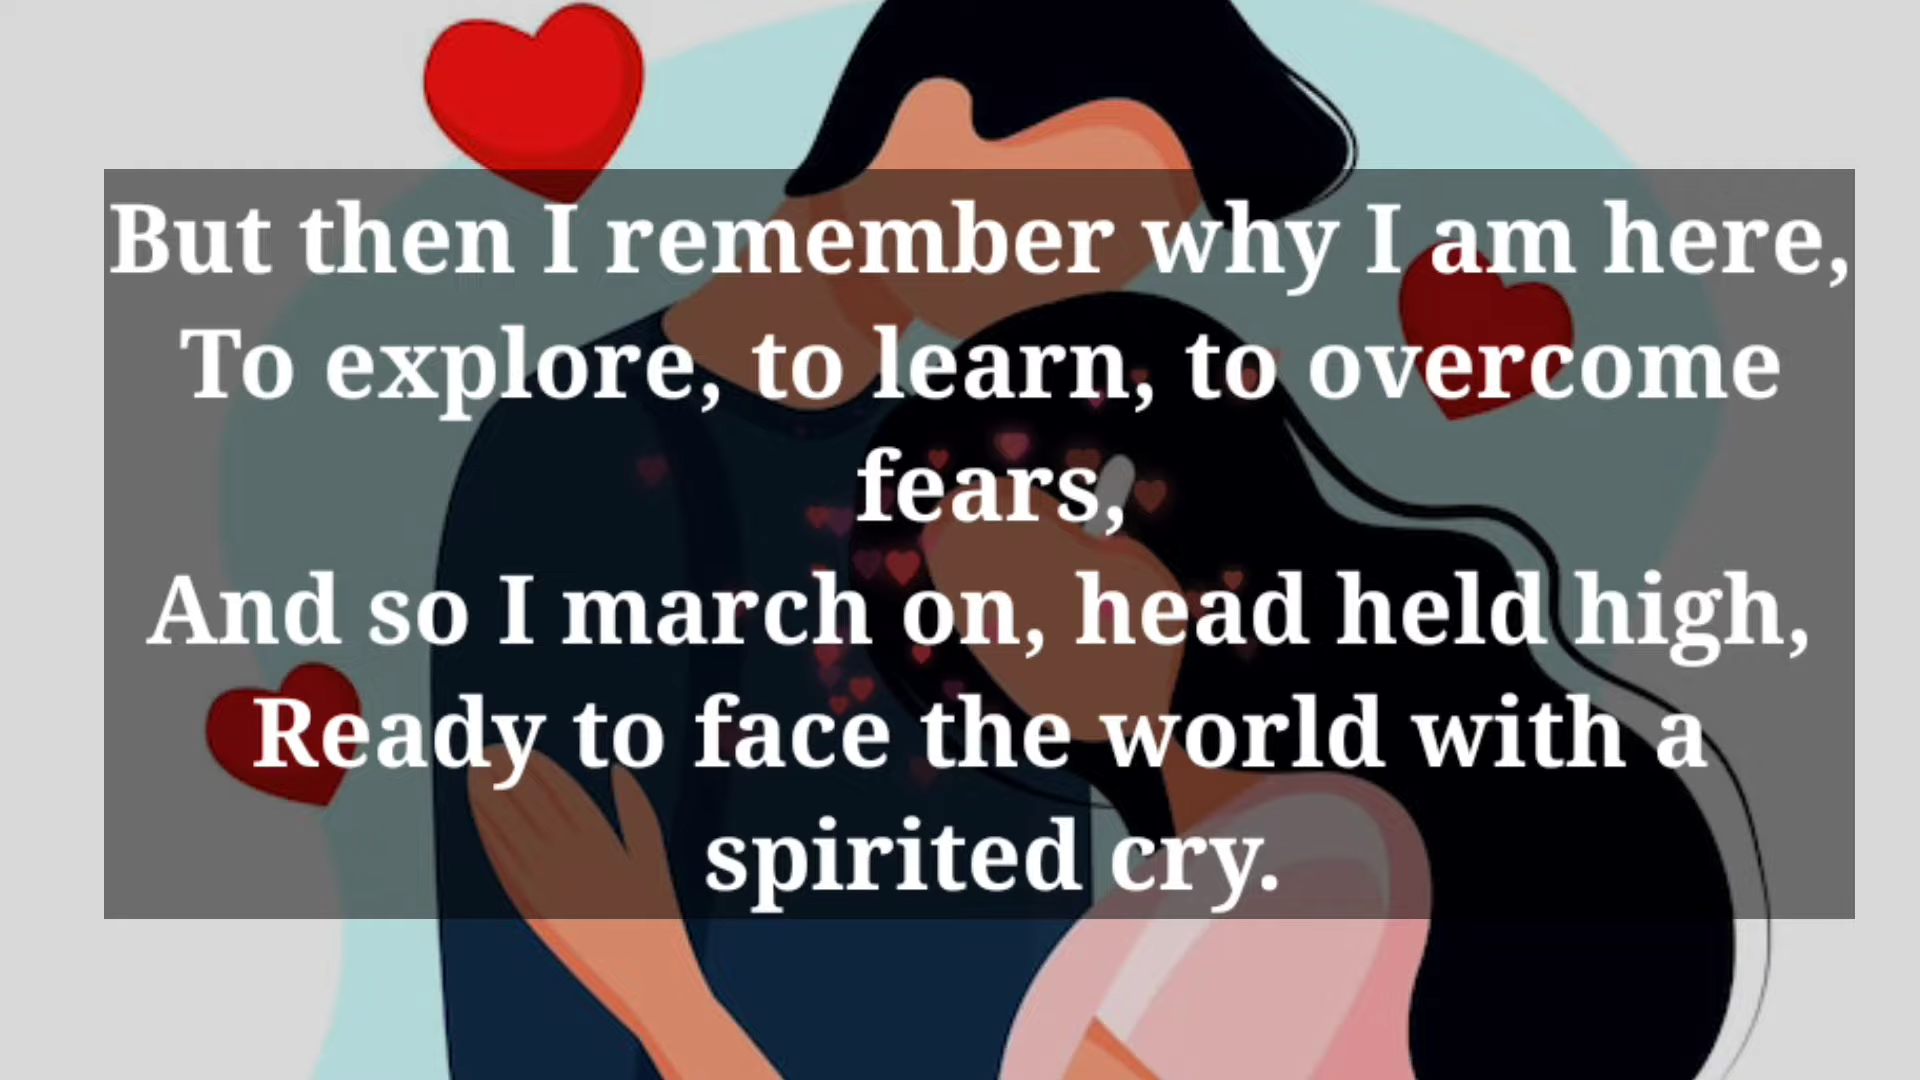 But then I remember why I am here,
To explore, to learn, to overcome
fears,
And so I march on, head held high,
Ready to face the world with a
spirited cry.